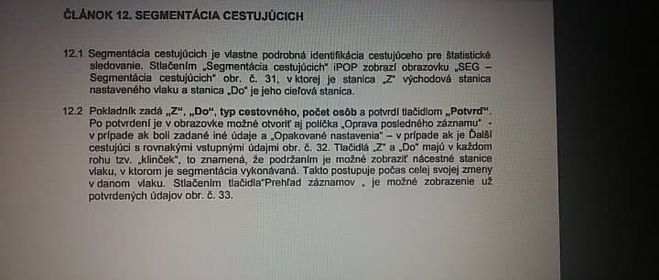 ČLÁNOK 12. SEGMENTÁCIA CESTUJÚCICH
12.1 Segmentácia cestujúcich je vlastne podrobná identifikácia cestujúceho pre štatistické
sledovanie. Stlačením „Segmentácia cestujúcich" iPOP zobrazí obrazovku „SEG –
Segmentácia cestujúcich" obr. č. 31, v ktorej je stanica „Z" východová stanica
nastaveného vlaku a stanica „Do" je jeho cieľová stanica.
12.2 Pokladník zadá „Z", „Do", typ cestovného, počet osôb a potvrdí tlačidlom „Potvrď".
Po potvrdení je v obrazovke možné otvoriť aj políčka „Oprava posledného záznamu" -
v prípade ak boli zadané iné údaje a „Opakované nastavenia" – v prípade ak je Ďalší
cestujúci s rovnakými vstupnými údajmi obr. č. 32. Tlačidlá „Z" a „Do" majú v každom
rohu tzv. „klinček", to znamená, že podržaním je možné zobraziť nácestné stanice
vlaku, v ktorom je segmentácia vykonávaná. Takto postupuje počas celej svojej zmeny
v danom vlaku. Stlačením tlačidla"Prehľad záznamov „ je možné zobrazenie už
potvrdených údajov obr. č. 33.